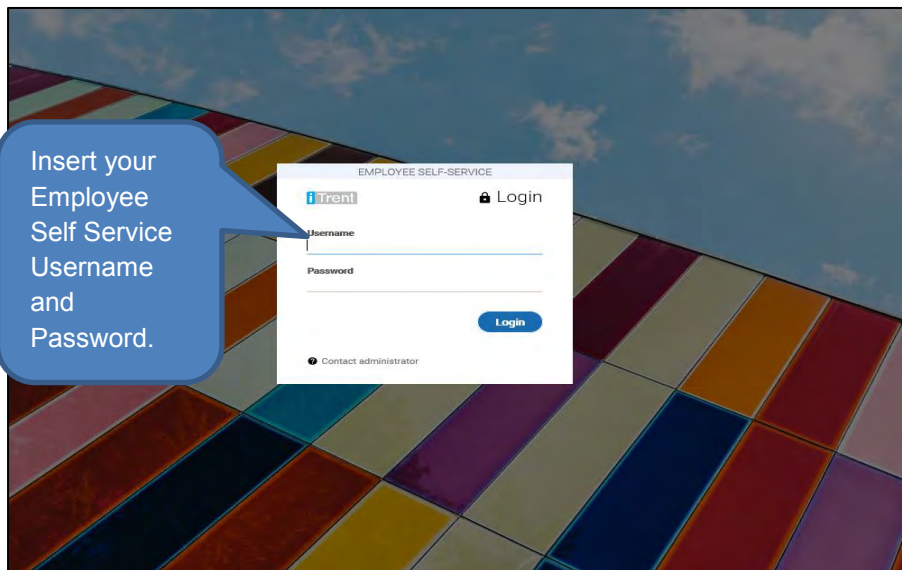 Insert your
Employee
Self Service
Username
and
Password.
EMPLOYEE SELF-SERVICE
iTrent
Login
Username
Password
Login
Contact administrator